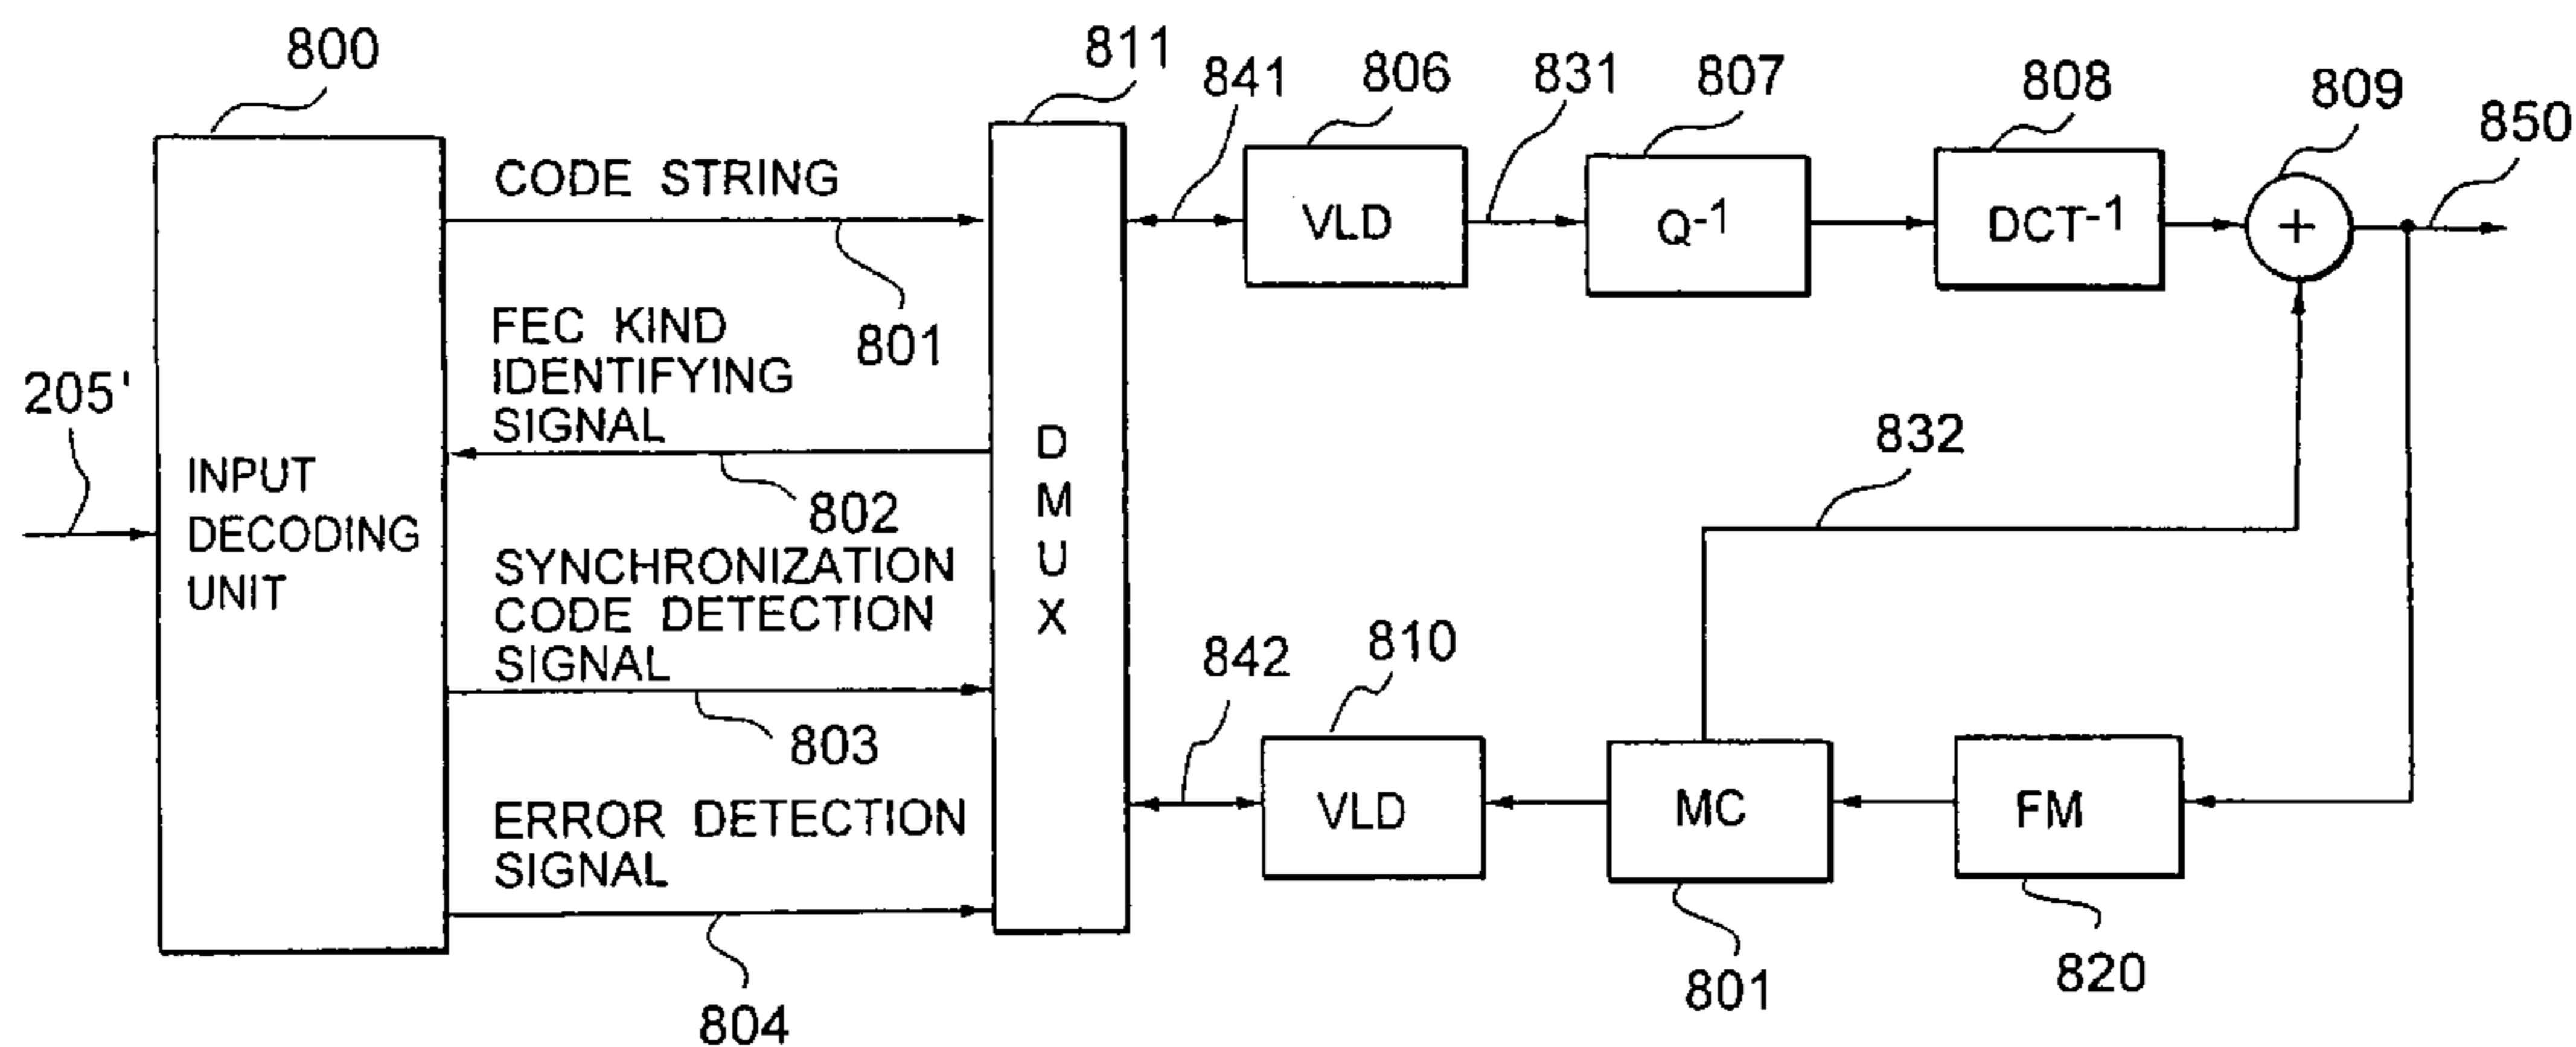 800
811
841
806
831
807
808
809
850
CODE STRING
VLD
Q-1
DCT-1
+
801
FEC KIND
IDENTIFYING
SIGNAL
802
205'
INPUT
DECODING
UNIT
DMUX
832
SYNCHRONIZATION
CODE DETECTION
SIGNAL
803
842
810
VLD
MC
FM
ERROR DETECTION
SIGNAL
804
801
820